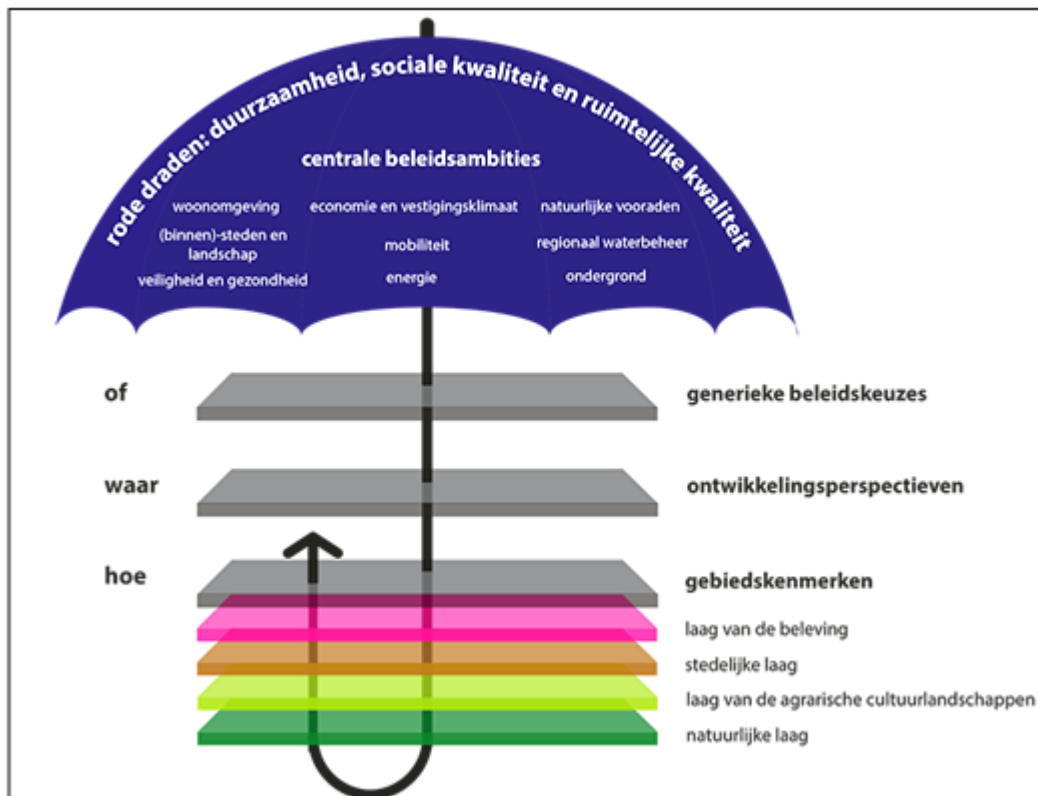 rode draden: duurzaamheid, sociale kwaliteit en ruimtelijke kwaliteit
centrale beleidsambities
woonomgeving
economie en vestigingsklimaat
natuurlijke vooraden
(binnen)-steden en
landschap
mobiliteit
regionaal waterbeheer
veiligheid en gezondheid
energie
ondergrond
of
generieke beleidskeuzes
waar
ontwikkelingsperspectieven
hoe
gebiedskenmerken
laag van de beleving
stedelijke laag
laag van de agrarische cultuurlandschappen
natuurlijke laag